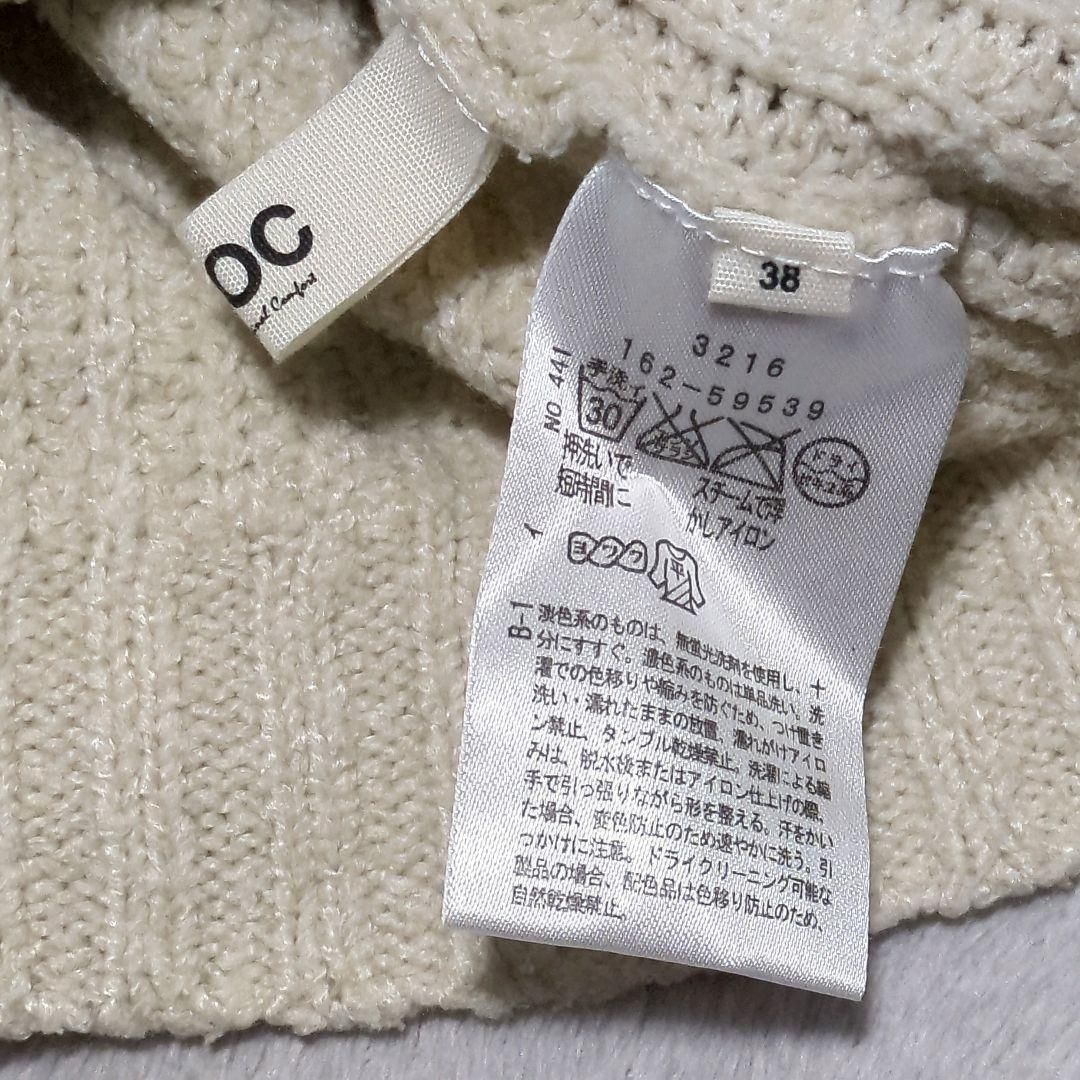 OC
38
3216
162-59539
NO 441
手洗イ
30
エンソサラシ
ドライ
押洗いで
短時間に
スチームで浮
かしアイロン
ヨワク
平
B-1
淡色系のものは、無蛍光洗剤を使用し、十
分にすすぐ。濃色系のものは単品洗い。洗
濯での色移りや縮みを防ぐため、つけ置き
洗い・濡れたままの放置、濡れがけアイロ
ン禁止。タンブル乾燥禁止。洗濯による縮
みは、脱水後またはアイロン仕上げの際、
手で引っ張りながら形を整える。汗をかい
た場合、変色防止のため速やかに洗う。引
っかけに注意。ドライクリーニング可能な
製品の場合、配色品は色移り防止のため、
自然乾燥禁止。